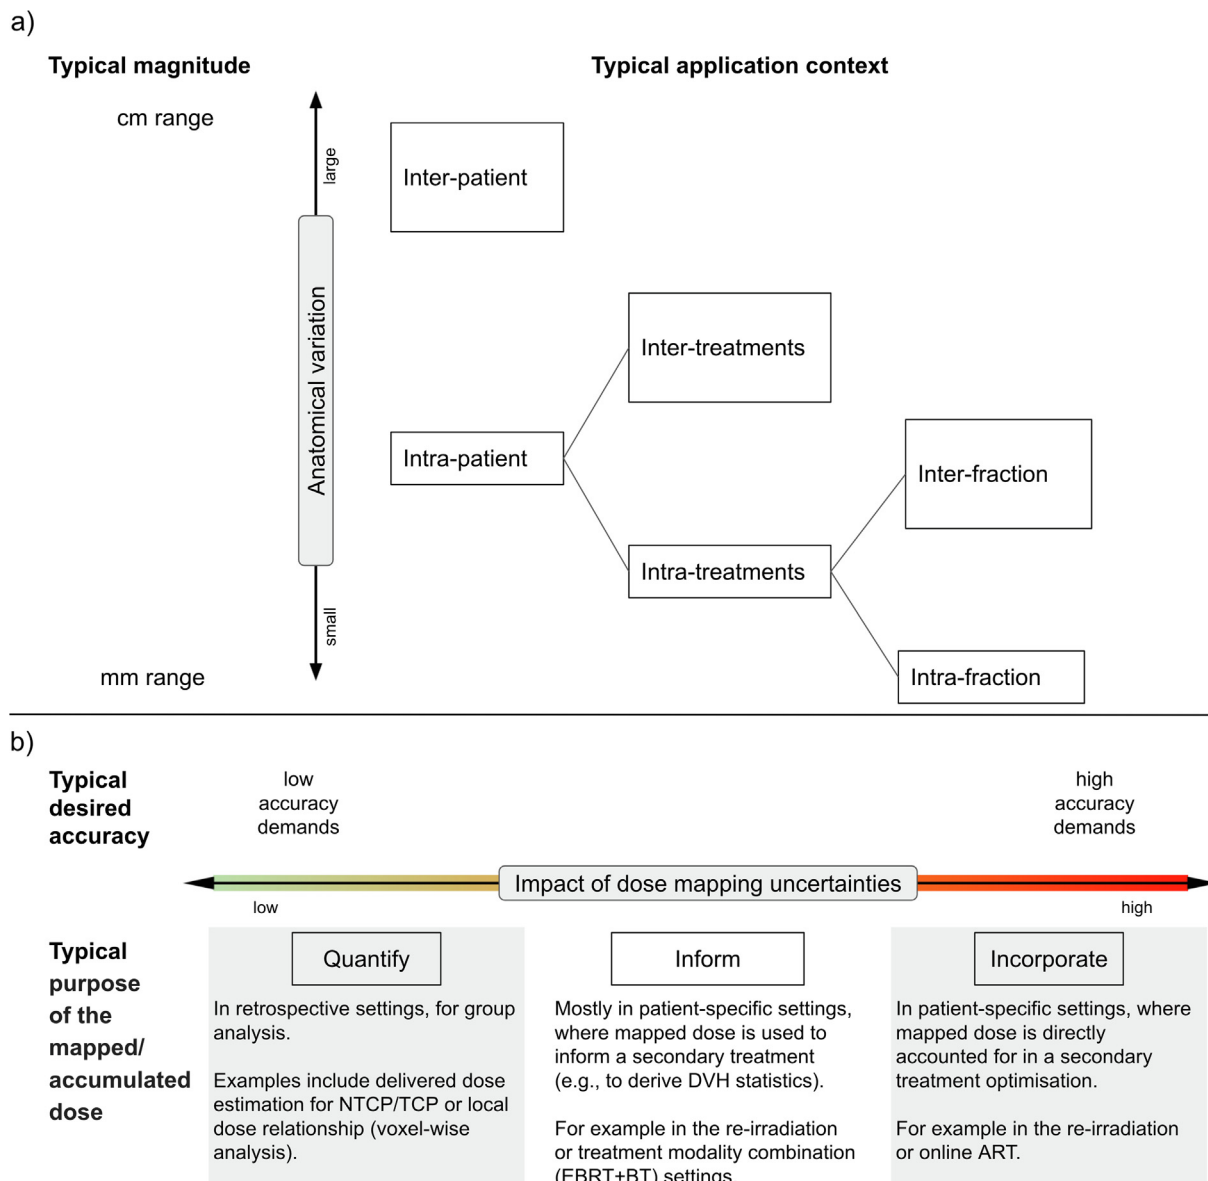 a)
Typical magnitude
Typical application context
cm range
large
Inter-patient
Anatomical variation
Inter-treatments
Intra-patient
Inter-fraction
Intra-treatments
small
mm range
Intra-fraction
b)
Typical
desired
accuracy
low
accuracy
demands
high
accuracy
demands
Impact of dose mapping uncertainties
low
high
Typical
purpose
of the
mapped/
accumulated
dose
Quantify
In retrospective settings, for group
analysis.
Examples include delivered dose
estimation for NTCP/TCP or local
dose relationship (voxel-wise
analysis).
Inform
Mostly in patient-specific settings,
where mapped dose is used to
inform a secondary treatment
(e.g., to derive DVH statistics).
For example in the re-irradiation
or treatment modality combination
(EBRT+BT) settings
Incorporate
In patient-specific settings, where
mapped dose is directly
accounted for in a secondary
treatment optimisation.
For example in the re-irradiation
or online ART.